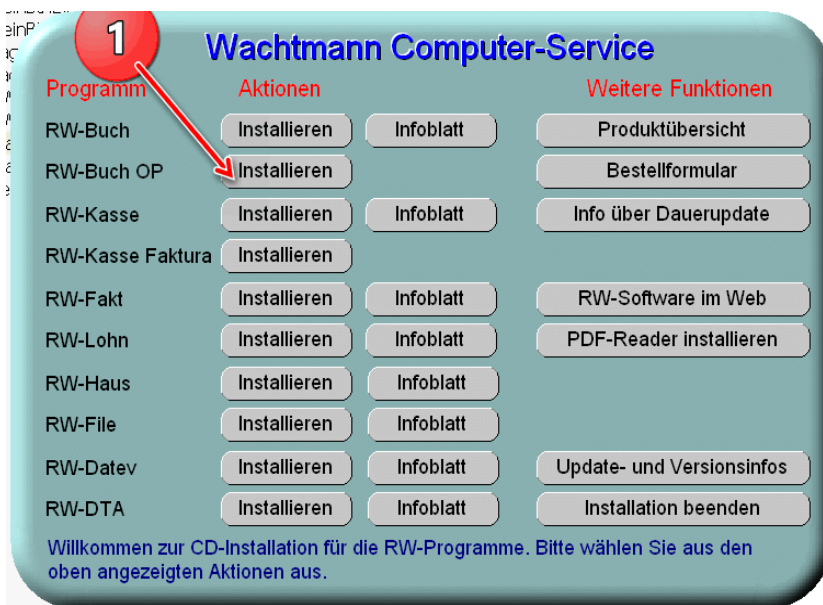 einB
1
Wachtmann Computer-Service
Programm Aktionen Weitere Funktionen
RW-Buch Installieren Infoblatt Produktübersicht
RW-Buch OP Installieren Bestellformular
RW-Kasse Installieren Infoblatt Info über Dauerupdate
RW-Kasse Faktura Installieren
RW-Fakt Installieren Infoblatt RW-Software im Web
RW-Lohn Installieren Infoblatt PDF-Reader installieren
RW-Haus Installieren Infoblatt
RW-File Installieren Infoblatt
RW-Datev Installieren Infoblatt Update- und Versionsinfos
RW-DTA Installieren Infoblatt Installation beenden
Willkommen zur CD-Installation für die RW-Programme. Bitte wählen Sie aus den
oben angezeigten Aktionen aus.